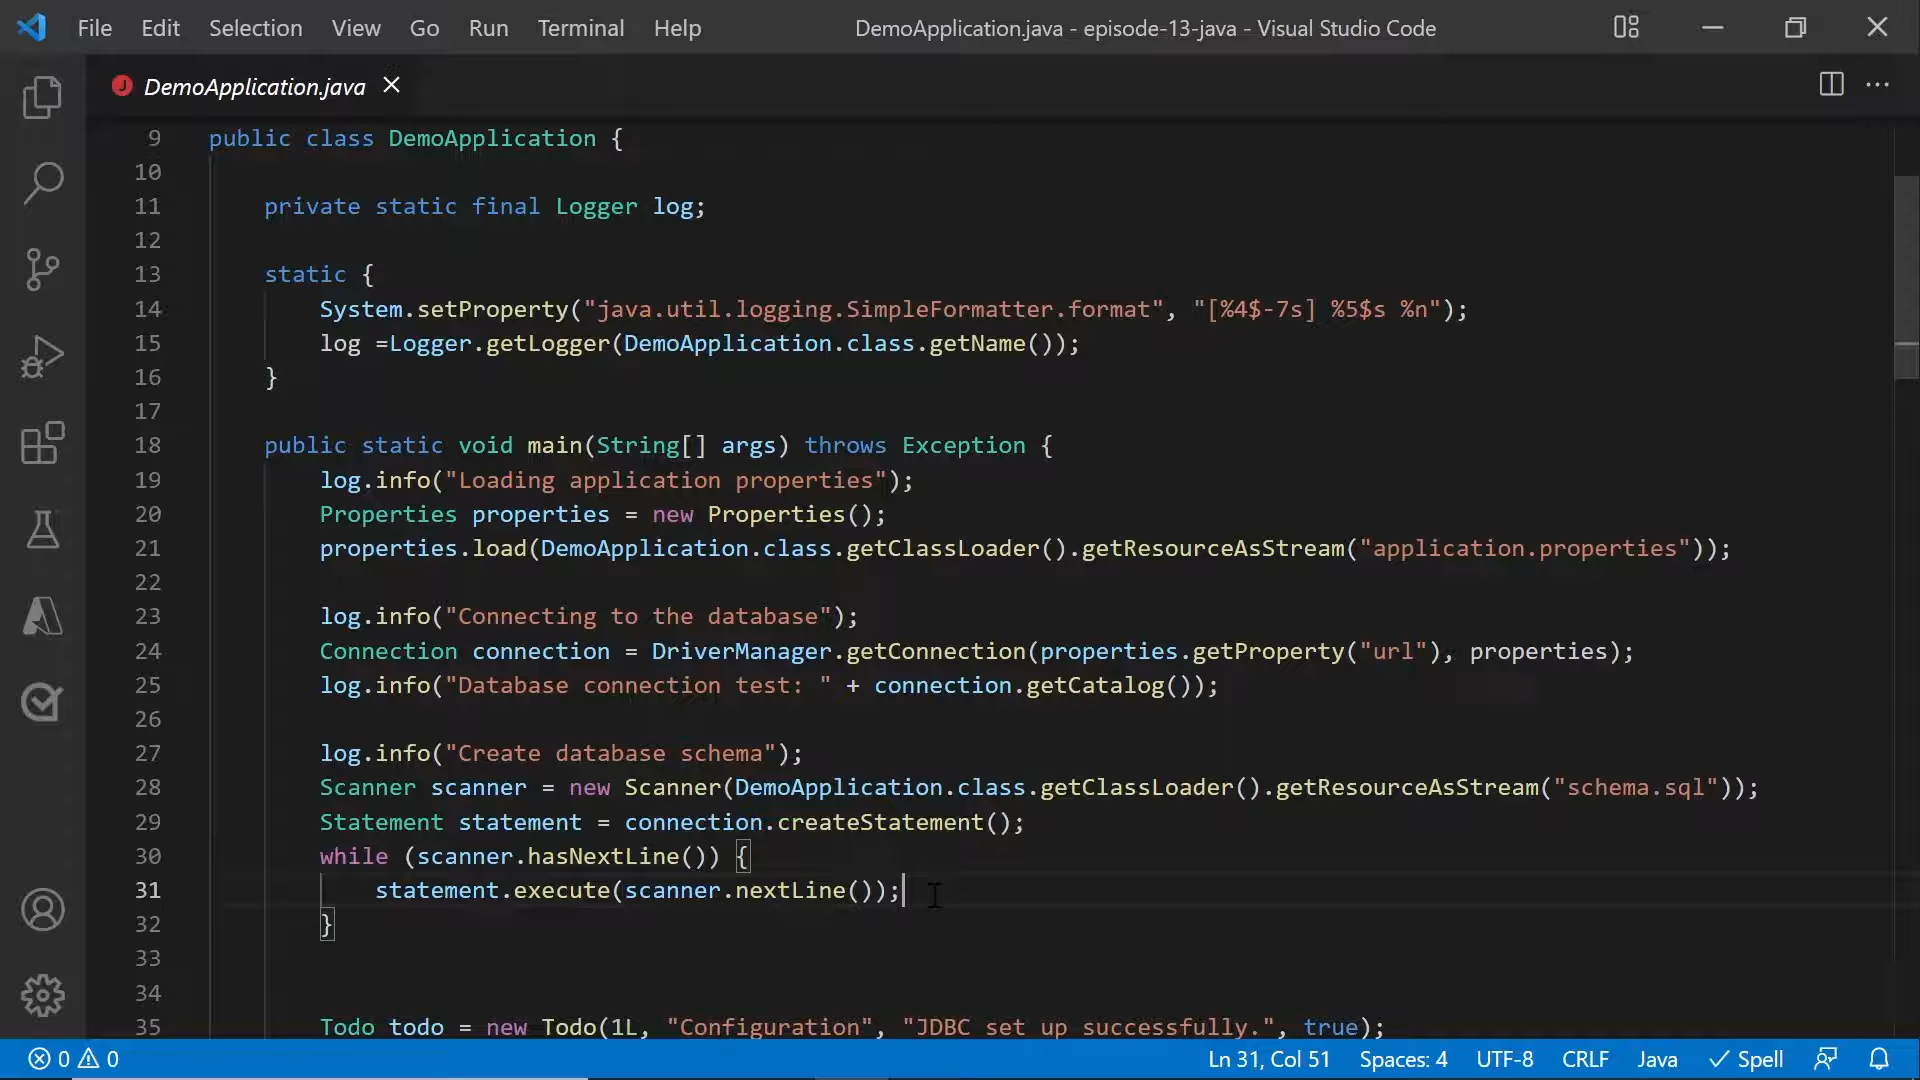 File Edit Selection View Go Run Terminal Help DemoApplication.java - episode-13-java - Visual Studio Code
J DemoApplication.java
9 public class DemoApplication {
10
11 private static final Logger log;
12
13 static {
14 System.setProperty("java.util.logging.SimpleFormatter.format", "[%4$-7s] %5$s %n");
15 log =Logger.getLogger(DemoApplication.class.getName());
16 }
17
18 public static void main(String[] args) throws Exception {
19 log.info("Loading application properties");
20 Properties properties = new Properties();
21 properties.load(DemoApplication.class.getClassLoader().getResourceAsStream("application.properties"));
22
23 log.info("Connecting to the database");
24 Connection connection = DriverManager.getConnection(properties.getProperty("url"), properties);
25 log.info("Database connection test: " + connection.getCatalog());
26
27 log.info("Create database schema");
28 Scanner scanner = new Scanner(DemoApplication.class.getClassLoader().getResourceAsStream("schema.sql"));
29 Statement statement = connection.createStatement();
30 while (scanner.hasNextLine()) {
31 statement.execute(scanner.nextLine());
32 }
33
34
35 Todo todo = new Todo(1L, "Configuration", "JDBC set up successfully.", true);
0 0 Ln 31, Col 51 Spaces: 4 UTF-8 CRLF Java Spell